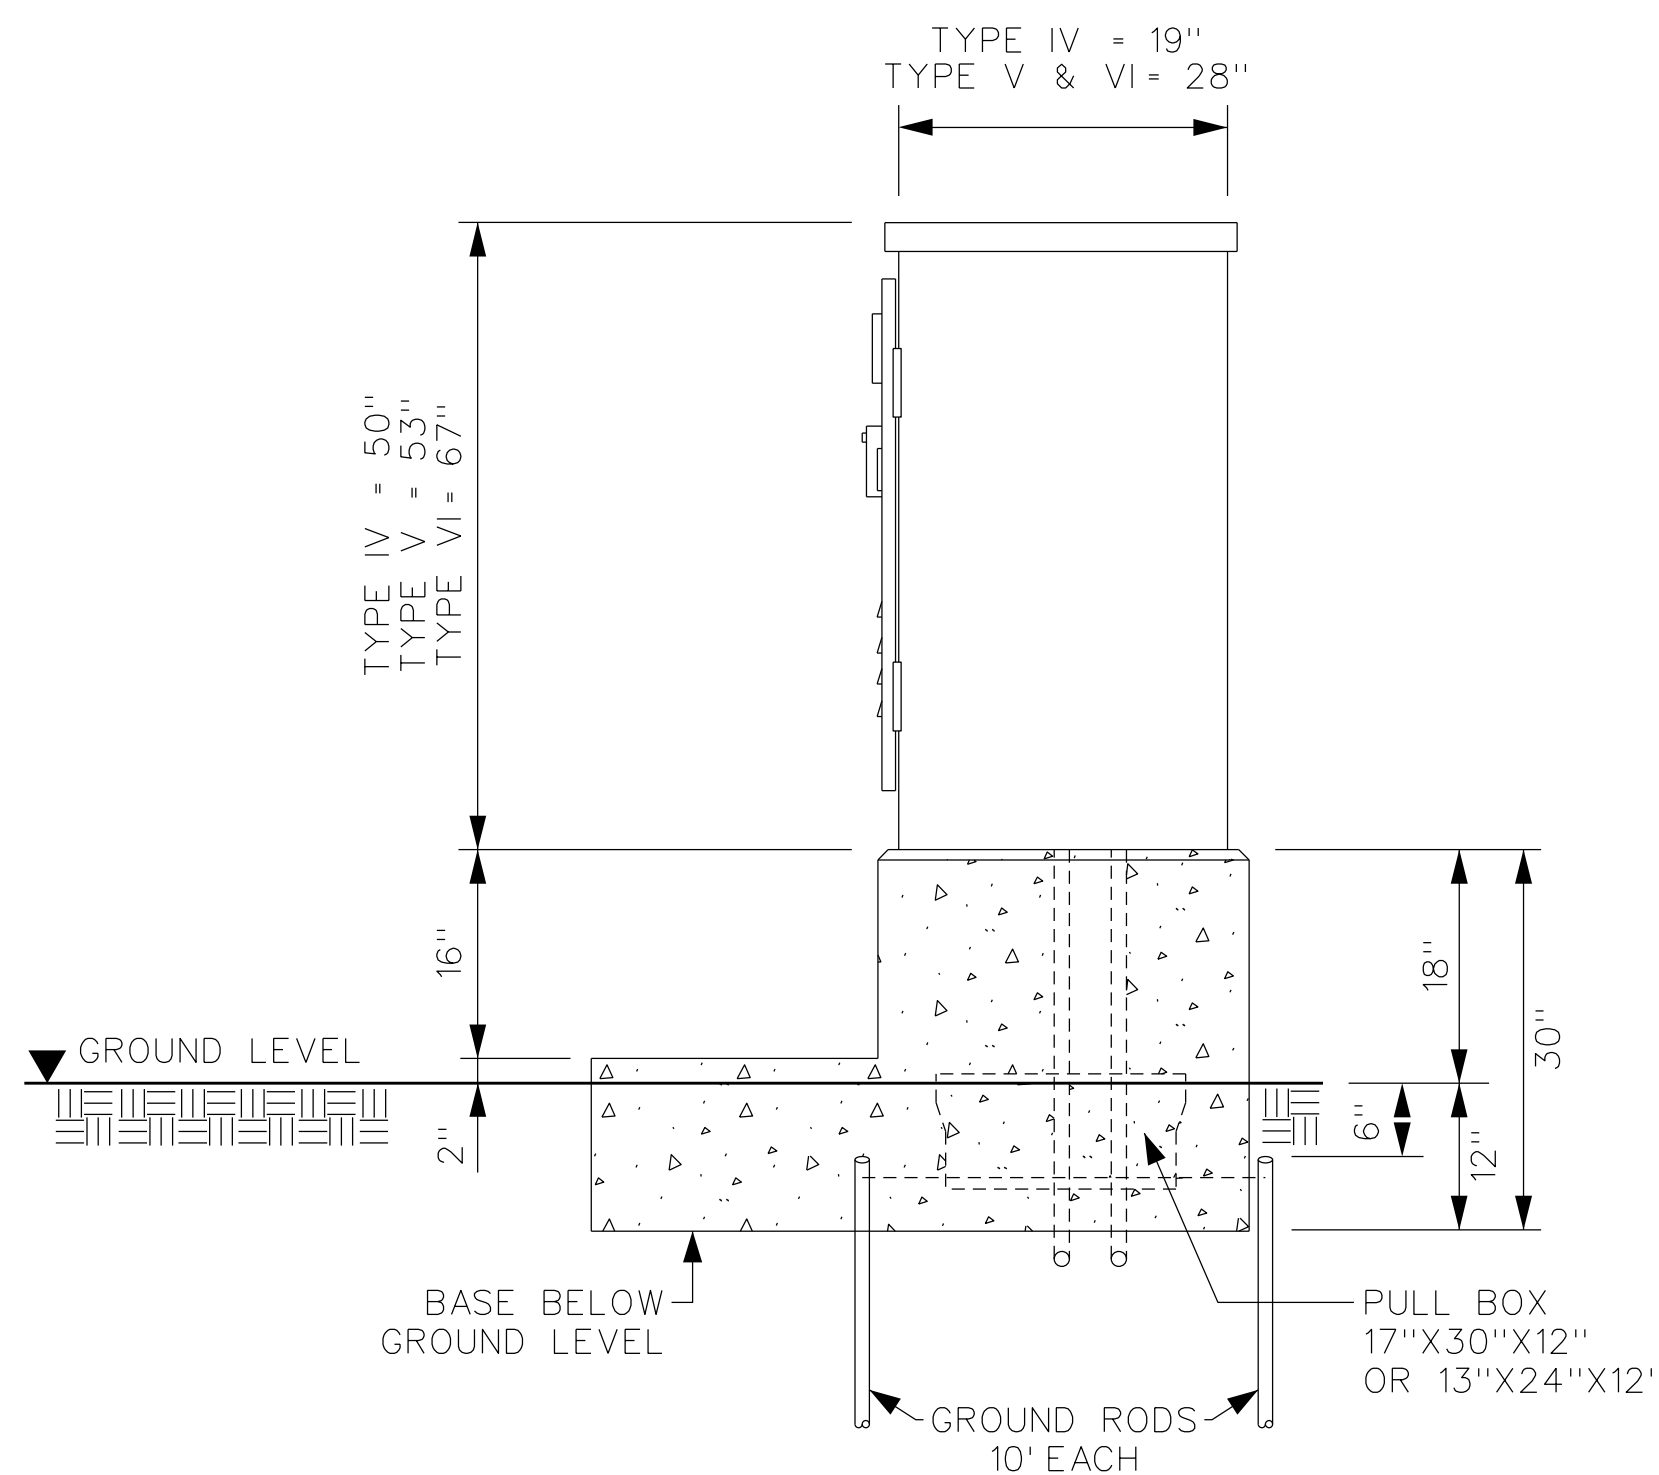 TYPE IV = 19"
TYPE V & VI = 28"
TYPE IV = 50"
TYPE V = 53"
TYPE VI = 67"
16"
18"
30"
GROUND LEVEL
2"
6"
12"
BASE BELOW
GROUND LEVEL
PULL BOX
17"X30"X12"
OR 13"X24"X12'
GROUND RODS
10' EACH